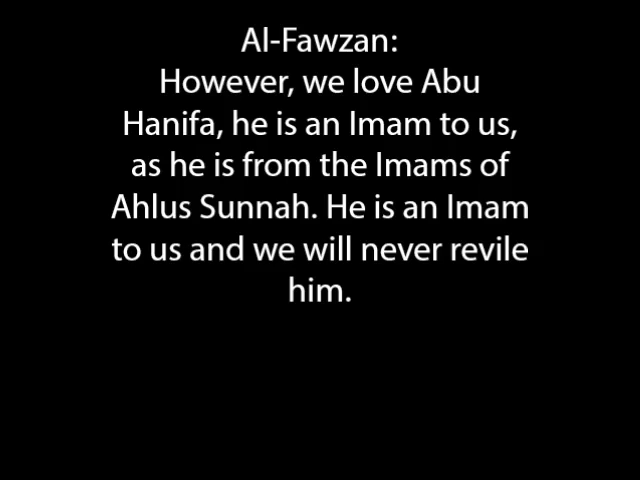 Al-Fawzan:
However, we love Abu
Hanifa, he is an Imam to us,
as he is from the Imams of
Ahlus Sunnah. He is an Imam
to us and we will never revile
him.